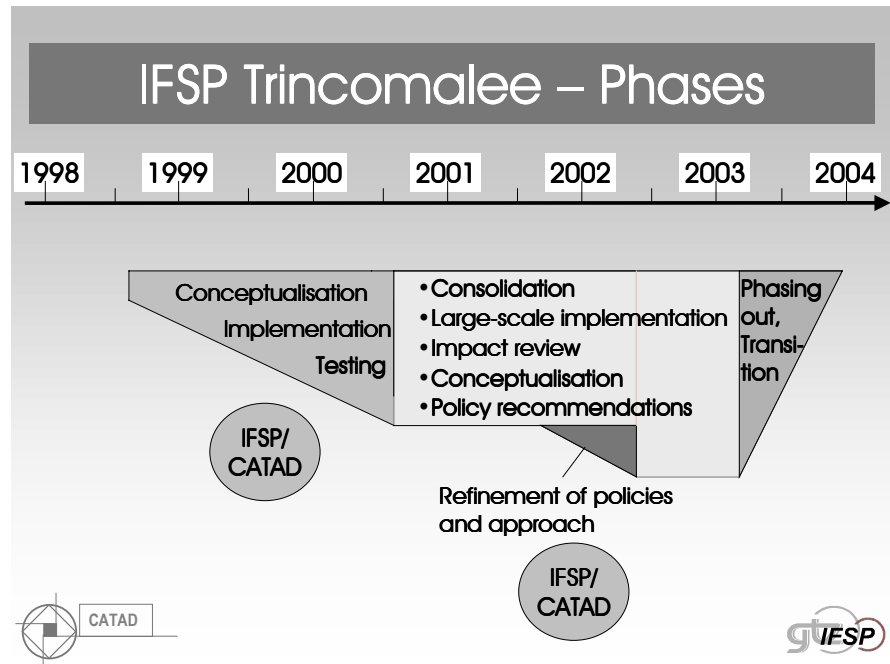 IFSP Trincomalee – Phases
1998 1999 2000 2001 2002 2003 2004
Conceptualisation
Implementation
Testing
•Consolidation
•Large-scale implementation
•Impact review
•Conceptualisation
•Policy recommendations
Phasing
out,
Transi-
tion
IFSP/
CATAD
Refinement of policies
and approach
IFSP/
CATAD
CATAD
gtz IFSP